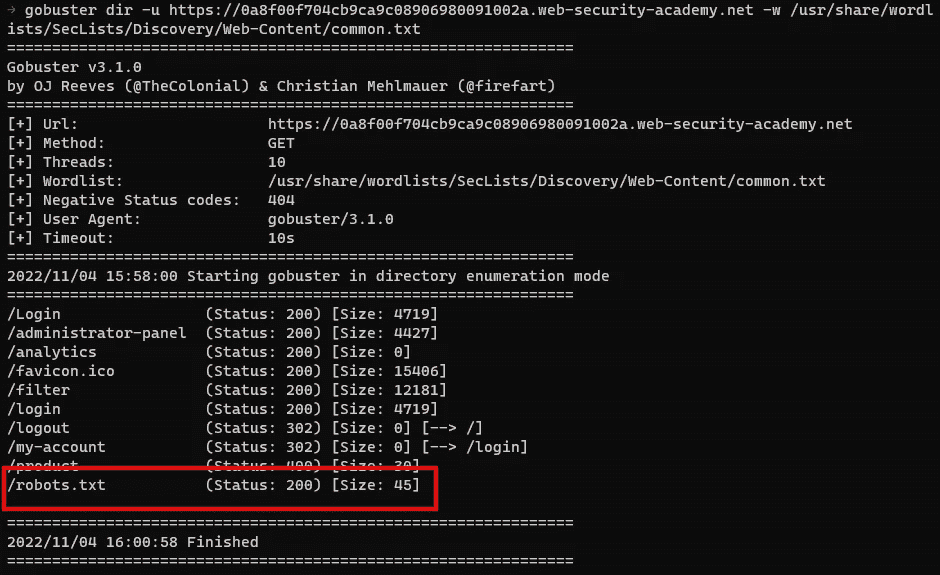 → gobuster dir -u https://0a8f00f704cb9ca9c08906980091002a.web-security-academy.net -w /usr/share/wordl
ists/SecLists/Discovery/Web-Content/common.txt
===============================================================
Gobuster v3.1.0
by OJ Reeves (@TheColonial) & Christian Mehlmauer (@firefart)
===============================================================
[+] Url:                     https://0a8f00f704cb9ca9c08906980091002a.web-security-academy.net
[+] Method:                  GET
[+] Threads:                 10
[+] Wordlist:                /usr/share/wordlists/SecLists/Discovery/Web-Content/common.txt
[+] Negative Status codes:   404
[+] User Agent:              gobuster/3.1.0
[+] Timeout:                 10s
===============================================================
2022/11/04 15:58:00 Starting gobuster in directory enumeration mode
===============================================================
/Login                (Status: 200) [Size: 4719]
/administrator-panel  (Status: 200) [Size: 4427]
/analytics            (Status: 200) [Size: 0]
/favicon.ico          (Status: 200) [Size: 15406]
/filter               (Status: 200) [Size: 12181]
/login                (Status: 200) [Size: 4719]
/logout               (Status: 302) [Size: 0] [--> /]
/my-account           (Status: 302) [Size: 0] [--> /login]
/product              (Status: 400) [Size: 30]
/robots.txt           (Status: 200) [Size: 45]
===============================================================
2022/11/04 16:00:58 Finished
===============================================================